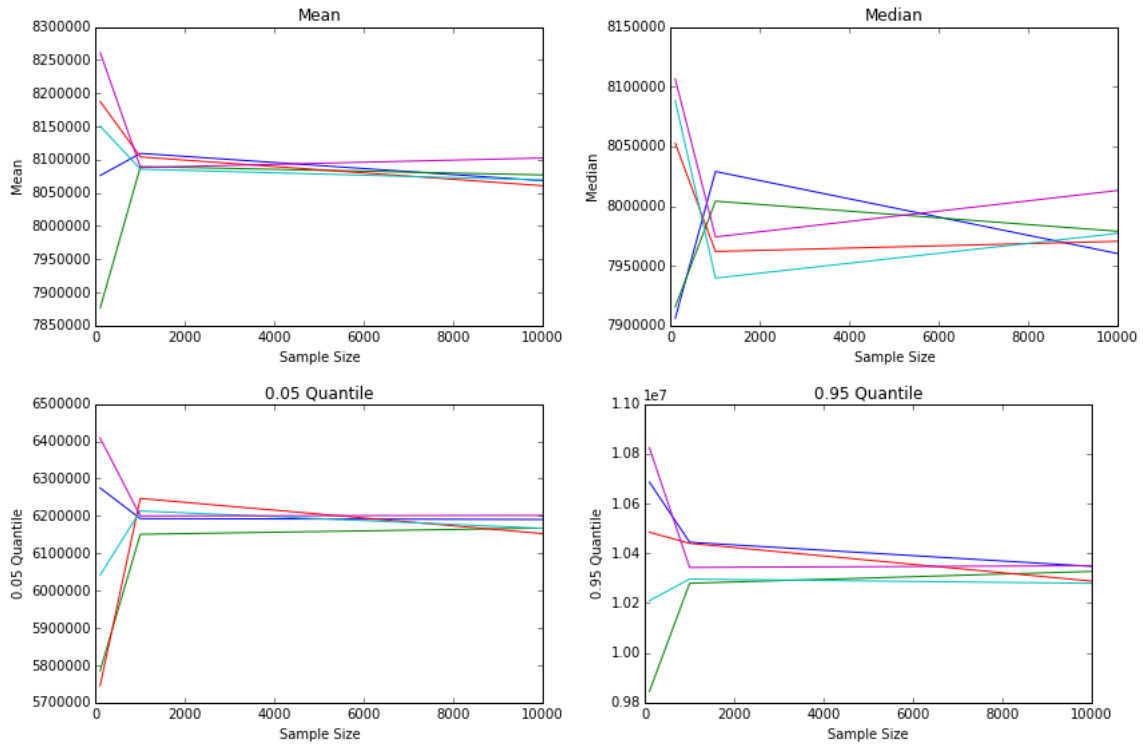 Mean
8300000
8250000
8200000
8150000
8100000
8050000
8000000
7950000
7900000
7850000
Mean
0 2000 4000 6000 8000 10000
Sample Size
Median
8150000
8100000
8050000
8000000
7950000
7900000
Median
0 2000 4000 6000 8000 10000
Sample Size
0.05 Quantile
6500000
6400000
6300000
6200000
6100000
6000000
5900000
5800000
5700000
0.05 Quantile
0 2000 4000 6000 8000 10000
Sample Size
0.95 Quantile
1e7
1.10
1.08
1.06
1.04
1.02
1.00
0.98
0.95 Quantile
0 2000 4000 6000 8000 10000
Sample Size